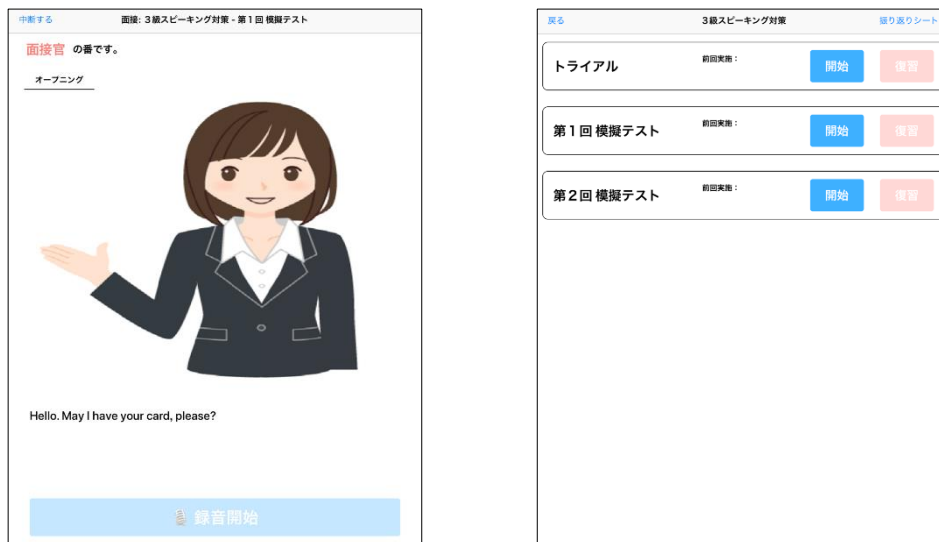 中断する
面接: 3級スピーキング対策 - 第1回 模擬テスト
面接官 の番です。
オープニング
Hello. May I have your card, please?
録音開始
戻る
3級スピーキング対策
振り返りシート
トライアル
前回実施：
開始
復習
第1回 模擬テスト
前回実施：
開始
復習
第2回 模擬テスト
前回実施：
開始
復習